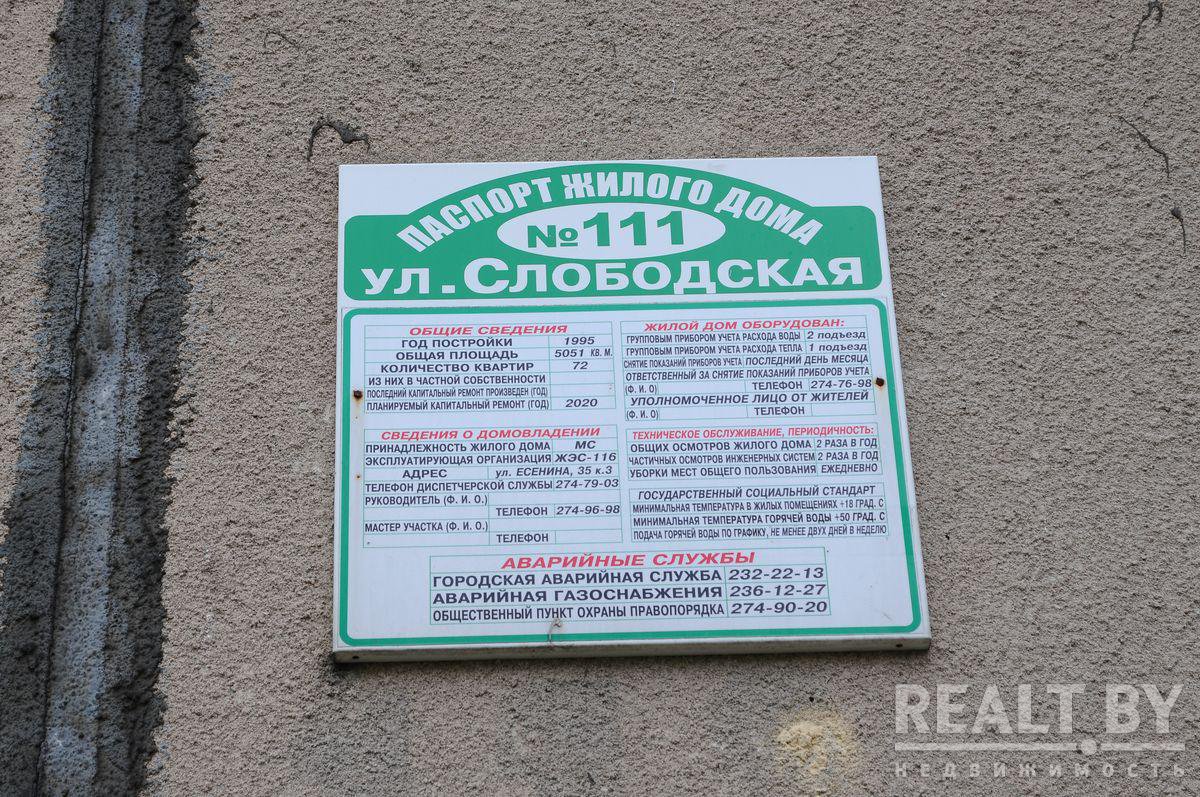 ПАСПОРТ ЖИЛОГО ДОМА
№111
УЛ. СЛОБОДСКАЯ
ОБЩИЕ СВЕДЕНИЯ
ГОД ПОСТРОЙКИ 1995
ОБЩАЯ ПЛОЩАДЬ 5051 КВ. М.
КОЛИЧЕСТВО КВАРТИР 72
ИЗ НИХ В ЧАСТНОЙ СОБСТВЕННОСТИ
ПОСЛЕДНИЙ КАПИТАЛЬНЫЙ РЕМОНТ ПРОИЗВЕДЕН (ГОД)
ПЛАНИРУЕМЫЙ КАПИТАЛЬНЫЙ РЕМОНТ (ГОД) 2020
СВЕДЕНИЯ О ДОМОВЛАДЕНИИ
ПРИНАДЛЕЖНОСТЬ ЖИЛОГО ДОМА МС
ЭКСПЛУАТИРУЮЩАЯ ОРГАНИЗАЦИЯ ЖЭС-116
АДРЕС ул. ЕСЕНИНА, 35 к.3
ТЕЛЕФОН ДИСПЕТЧЕРСКОЙ СЛУЖБЫ 274-79-03
РУКОВОДИТЕЛЬ (Ф. И. О.)
ТЕЛЕФОН 274-96-98
МАСТЕР УЧАСТКА (Ф. И. О.)
ТЕЛЕФОН
ЖИЛОЙ ДОМ ОБОРУДОВАН:
ГРУППОВЫМ ПРИБОРОМ УЧЕТА РАСХОДА ВОДЫ 2 подъезд
ГРУППОВЫМ ПРИБОРОМ УЧЕТА РАСХОДА ТЕПЛА 1 подъезд
СНЯТИЕ ПОКАЗАНИЙ ПРИБОРОВ УЧЕТА ПОСЛЕДНИЙ ДЕНЬ МЕСЯЦА
ОТВЕТСТВЕННЫЙ ЗА СНЯТИЕ ПОКАЗАНИЙ ПРИБОРОВ УЧЕТА
(Ф. И. О) ТЕЛЕФОН 274-76-98
УПОЛНОМОЧЕННОЕ ЛИЦО ОТ ЖИТЕЛЕЙ
(Ф. И. О) ТЕЛЕФОН
ТЕХНИЧЕСКОЕ ОБСЛУЖИВАНИЕ, ПЕРИОДИЧНОСТЬ:
ОБЩИХ ОСМОТРОВ ЖИЛОГО ДОМА 2 РАЗА В ГОД
ЧАСТИЧНЫХ ОСМОТРОВ ИНЖЕНЕРНЫХ СИСТЕМ 2 РАЗА В ГОД
УБОРКИ МЕСТ ОБЩЕГО ПОЛЬЗОВАНИЯ ЕЖЕДНЕВНО
ГОСУДАРСТВЕННЫЙ СОЦИАЛЬНЫЙ СТАНДАРТ
МИНИМАЛЬНАЯ ТЕМПЕРАТУРА В ЖИЛЫХ ПОМЕЩЕНИЯХ +18 ГРАД. С
МИНИМАЛЬНАЯ ТЕМПЕРАТУРА ГОРЯЧЕЙ ВОДЫ +50 ГРАД. С
ПОДАЧА ГОРЯЧЕЙ ВОДЫ ПО ГРАФИКУ, НЕ МЕНЕЕ ДВУХ ДНЕЙ В НЕДЕЛЮ
АВАРИЙНЫЕ СЛУЖБЫ
ГОРОДСКАЯ АВАРИЙНАЯ СЛУЖБА 232-22-13
АВАРИЙНАЯ ГАЗОСНАБЖЕНИЯ 236-12-27
ОБЩЕСТВЕННЫЙ ПУНКТ ОХРАНЫ ПРАВОПОРЯДКА 274-90-20
REALT.BY
НЕДВИЖИМОСТЬ